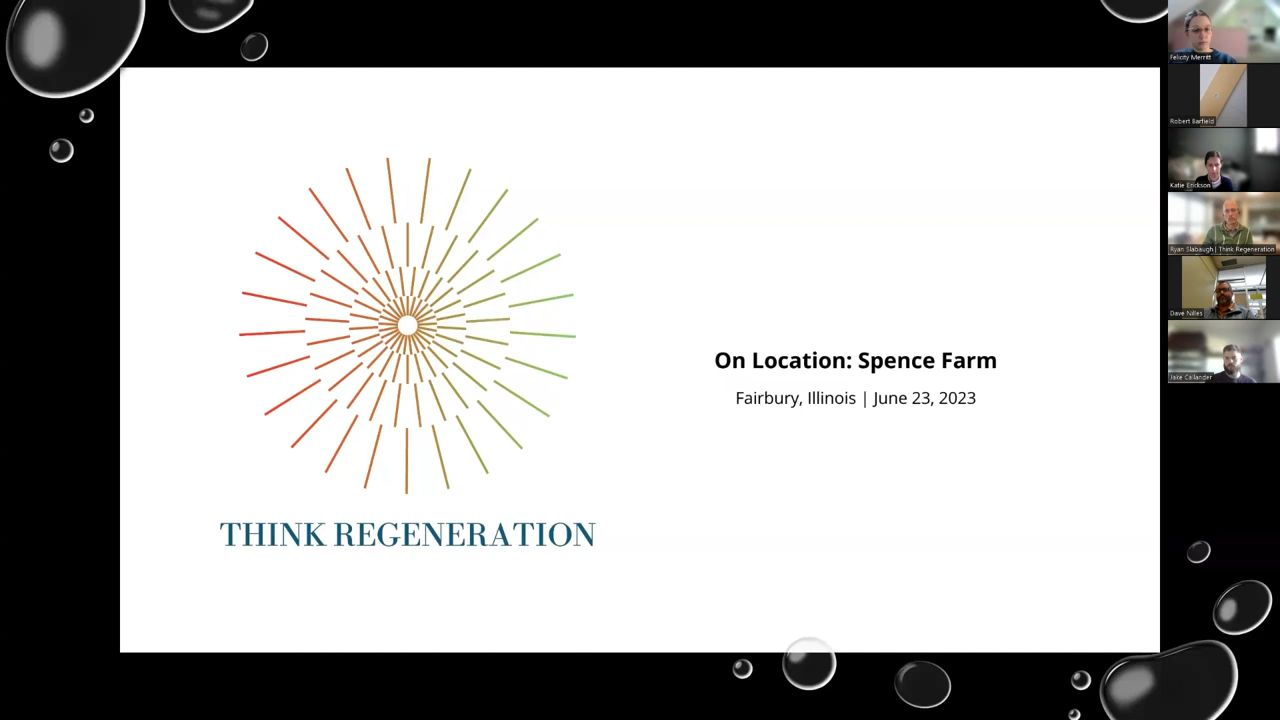 On Location: Spence Farm
Fairbury, Illinois | June 23, 2023
THINK REGENERATION
Felicity Merritt
Robert Barfield
Katie Erickson
Ryan Slabaugh | Think Regeneration
Dave Nilles
Jake Callander